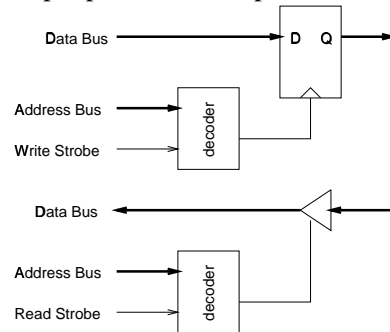 Data Bus
D Q
Address Bus
decoder
Write Strobe
Data Bus
Address Bus
decoder
Read Strobe